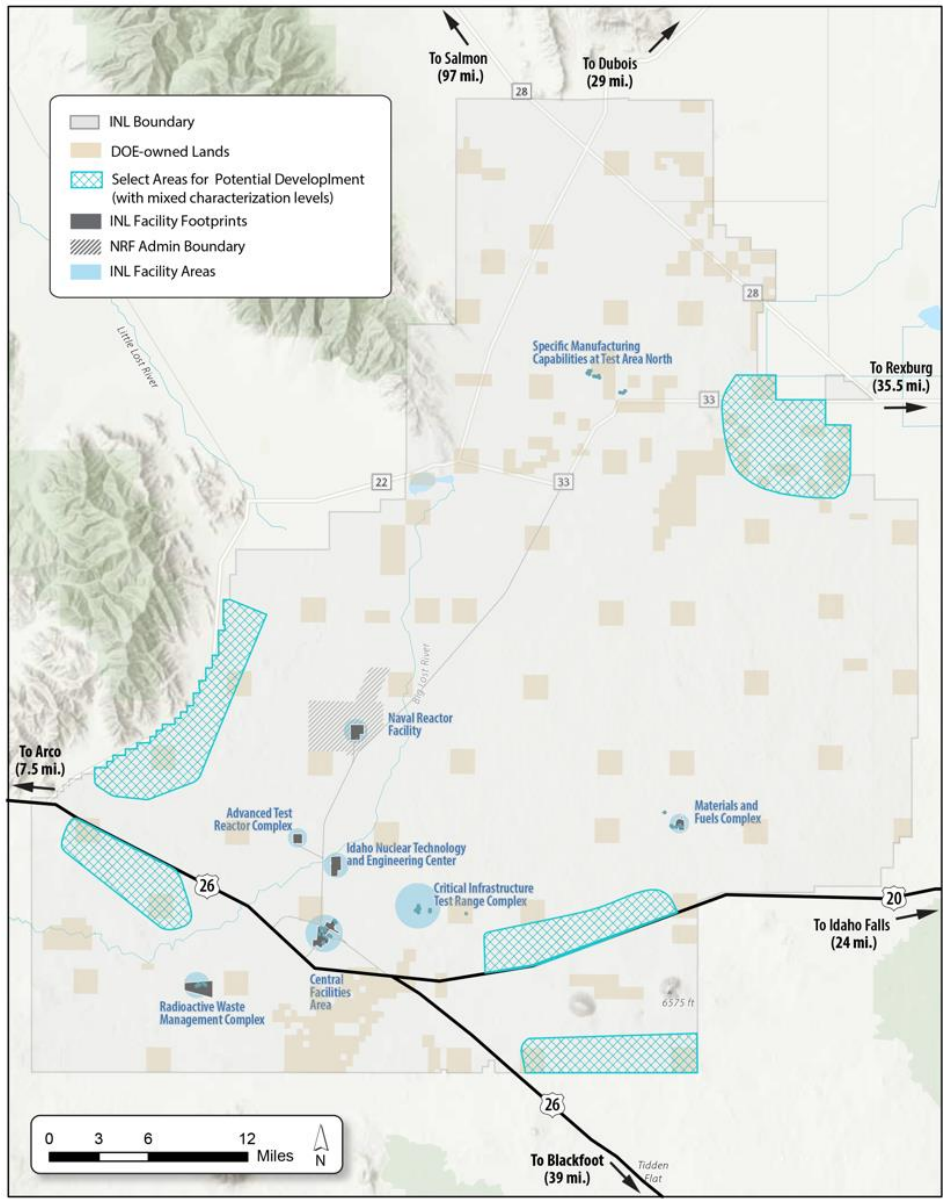 To Salmon
(97 mi.)
To Dubois
(29 mi.)
28
INL Boundary
DOE-owned Lands
Select Areas for Potential Developlment
(with mixed characterization levels)
INL Facility Footprints
NRF Admin Boundary
INL Facility Areas
28
Little Lost River
Specific Manufacturing
Capabilities at Test Area North
To Rexburg
(35.5 mi.)
33
22
33
Big Lost River
Naval Reactor
Facility
To Arco
(7.5 mi.)
Advanced Test
Reactor Complex
Materials and
Fuels Complex
Idaho Nuclear Technology
and Engineering Center
26
Critical Infrastructure
Test Range Complex
20
To Idaho Falls
(24 mi.)
Central
Facilities
Area
Radioactive Waste
Management Complex
6575 ft
26
0 3 6 12
Miles
N
To Blackfoot
(39 mi.)
Tidden
Flat